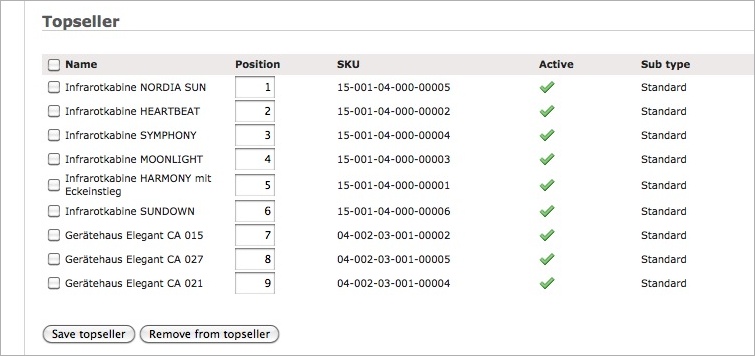 Topseller
Name Position SKU Active Sub type
Infrarotkabine NORDIA SUN 1 15-001-04-000-00005 Standard
Infrarotkabine HEARTBEAT 2 15-001-04-000-00002 Standard
Infrarotkabine SYMPHONY 3 15-001-04-000-00004 Standard
Infrarotkabine MOONLIGHT 4 15-001-04-000-00003 Standard
Infrarotkabine HARMONY mit
Eckeinstieg 5 15-001-04-000-00001 Standard
Infrarotkabine SUNDOWN 6 15-001-04-000-00006 Standard
Gerätehaus Elegant CA 015 7 04-002-03-001-00002 Standard
Gerätehaus Elegant CA 027 8 04-002-03-001-00005 Standard
Gerätehaus Elegant CA 021 9 04-002-03-001-00004 Standard
Save topseller Remove from topseller